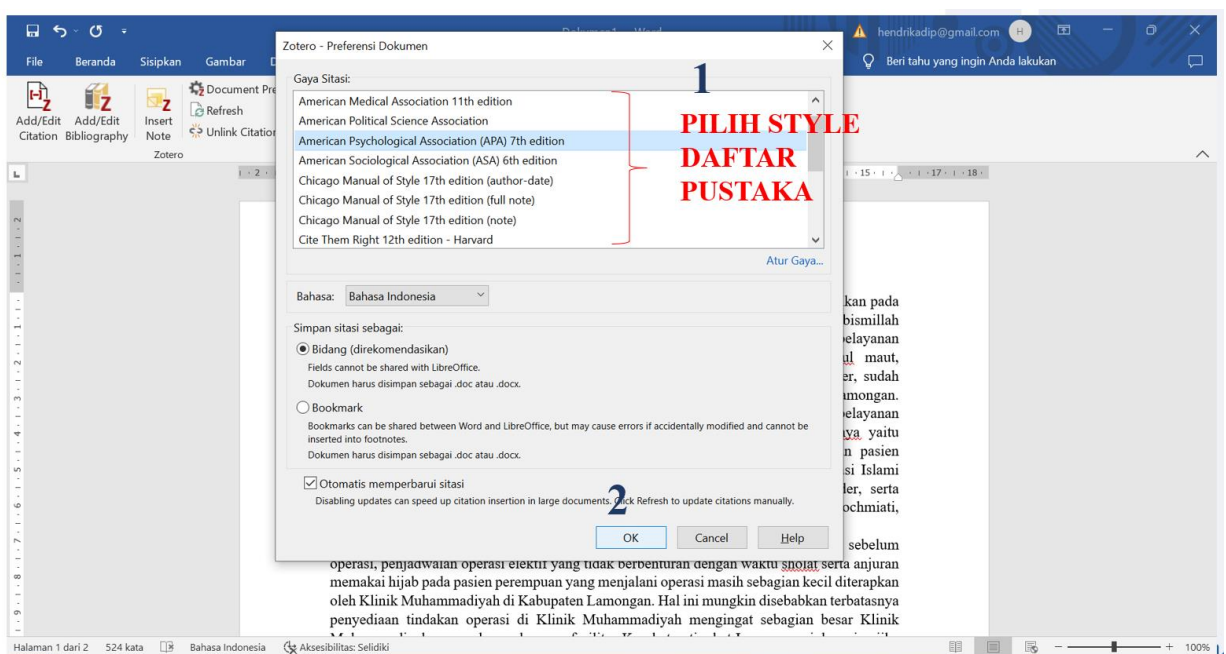 Dokumen1 - Word
hendrikadip@gmail.com
H
File Beranda Sisipkan Gambar
Beri tahu yang ingin Anda lakukan
Add/Edit Citation
Add/Edit Bibliography
Insert Note
Document Pre
Refresh
Unlink Citation
Zotero
Zotero - Preferensi Dokumen
Gaya Sitasi:
American Medical Association 11th edition
American Political Science Association
American Psychological Association (APA) 7th edition
American Sociological Association (ASA) 6th edition
Chicago Manual of Style 17th edition (author-date)
Chicago Manual of Style 17th edition (full note)
Chicago Manual of Style 17th edition (note)
Cite Them Right 12th edition - Harvard
Atur Gaya...
1
PILIH STYLE
DAFTAR
PUSTAKA
Bahasa: Bahasa Indonesia
Simpan sitasi sebagai:
Bidang (direkomendasikan)
Fields cannot be shared with LibreOffice.
Dokumen harus disimpan sebagai .doc atau .docx.
Bookmark
Bookmarks can be shared between Word and LibreOffice, but may cause errors if accidentally modified and cannot be
inserted into footnotes.
Dokumen harus disimpan sebagai .doc atau .docx.
Otomatis memperbarui sitasi
Disabling updates can speed up citation insertion in large documents. Click Refresh to update citations manually.
2
OK Cancel Help
kan pada
bismillah
elayanan
ul maut,
er, sudah
amongan.
elayanan
nya yaitu
n pasien
si Islami
der, serta
ochmiati,
sebelum
operasi, penjadwalan operasi elektif yang tidak berbenturan dengan waktu sholat serta anjuran
memakai hijab pada pasien perempuan yang menjalani operasi masih sebagian kecil diterapkan
oleh Klinik Muhammadiyah di Kabupaten Lamongan. Hal ini mungkin disebabkan terbatasnya
penyediaan tindakan operasi di Klinik Muhammadiyah mengingat sebagian besar Klinik
Halaman 1 dari 2 524 kata Bahasa Indonesia Aksesibilitas: Selidiki 100%